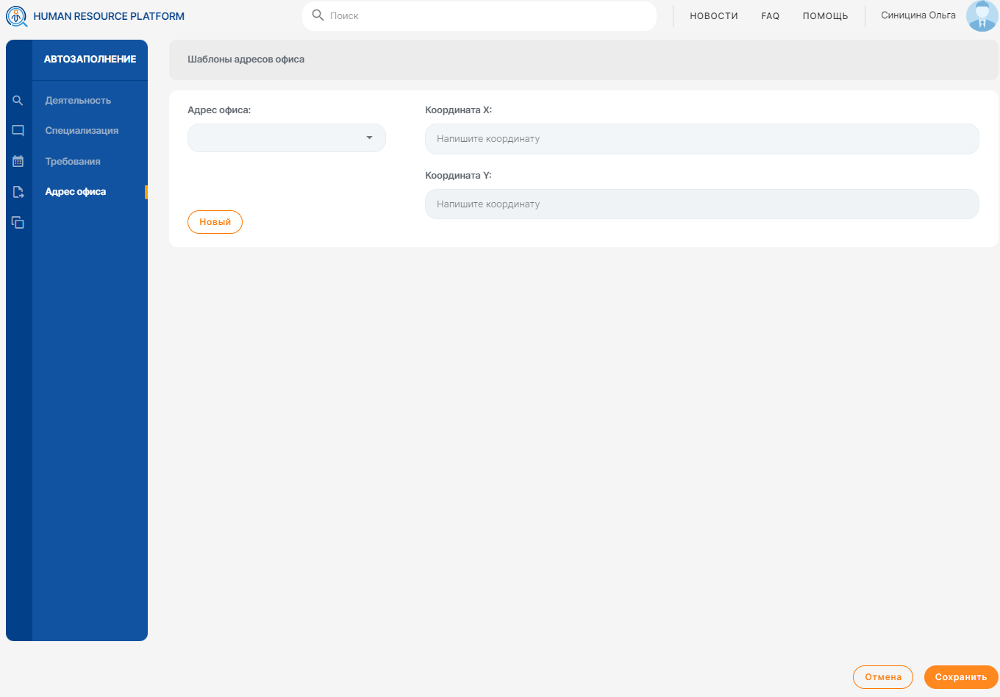 HUMAN RESOURCE PLATFORM
Поиск
НОВОСТИ
FAQ
ПОМОЩЬ
Синицина Ольга
АВТОЗАПОЛНЕНИЕ
Деятельность
Специализация
Требования
Адрес офиса
Шаблоны адресов офиса
Адрес офиса:
Новый
Координата X:
Напишите координату
Координата Y:
Напишите координату
Отмена
Сохранить